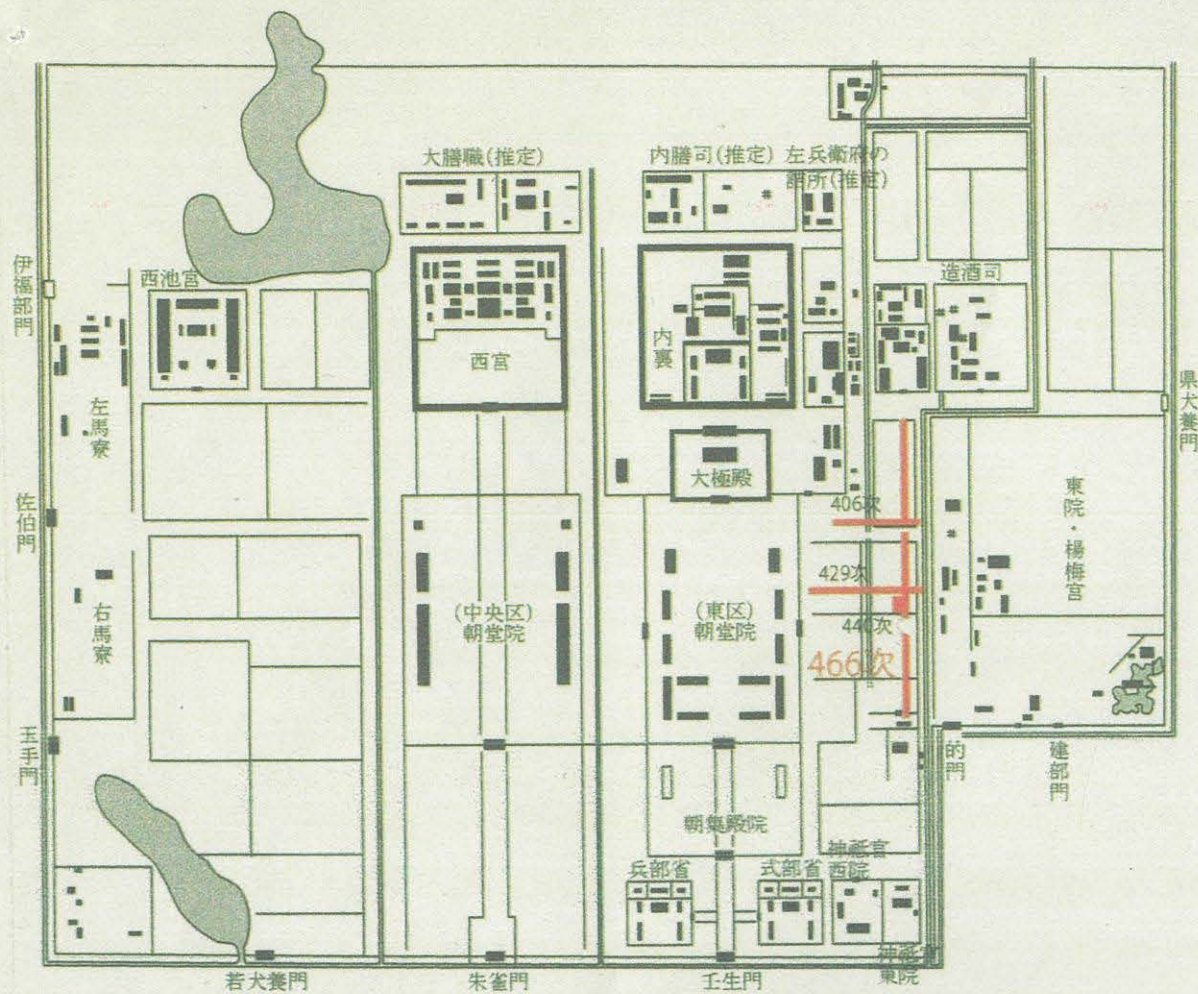 大膳職(推定)
内膳司(推定)
左兵衛府の
詰所(推定)
伊福部門
西池宮
西宮
内裏
造酒司
左馬寮
大極殿
県犬養門
佐伯門
406次
東院・楊梅宮
429次
右馬寮
(中央区)
朝堂院
(東区)
朝堂院
440次
466次
玉手門
的門
建部門
朝集殿院
兵部省
式部省
神祗官
西院
神祗官
東院
若犬養門
朱雀門
壬生門